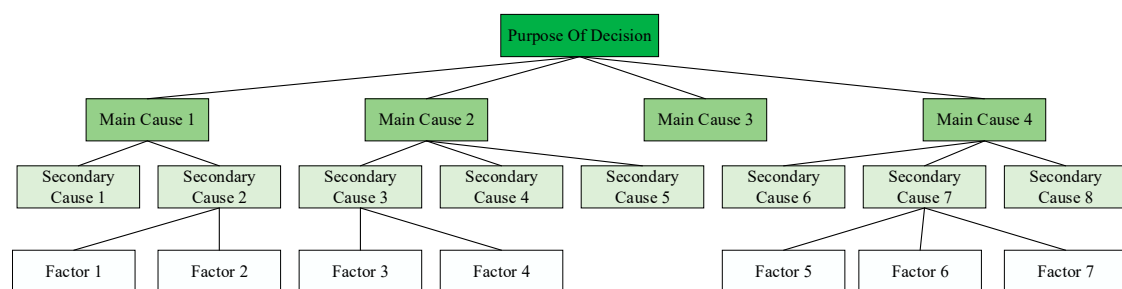 Purpose Of Decision
Main Cause 1
Main Cause 2
Main Cause 3
Main Cause 4
Secondary
Cause 1
Secondary
Cause 2
Secondary
Cause 3
Secondary
Cause 4
Secondary
Cause 5
Secondary
Cause 6
Secondary
Cause 7
Secondary
Cause 8
Factor 1
Factor 2
Factor 3
Factor 4
Factor 5
Factor 6
Factor 7